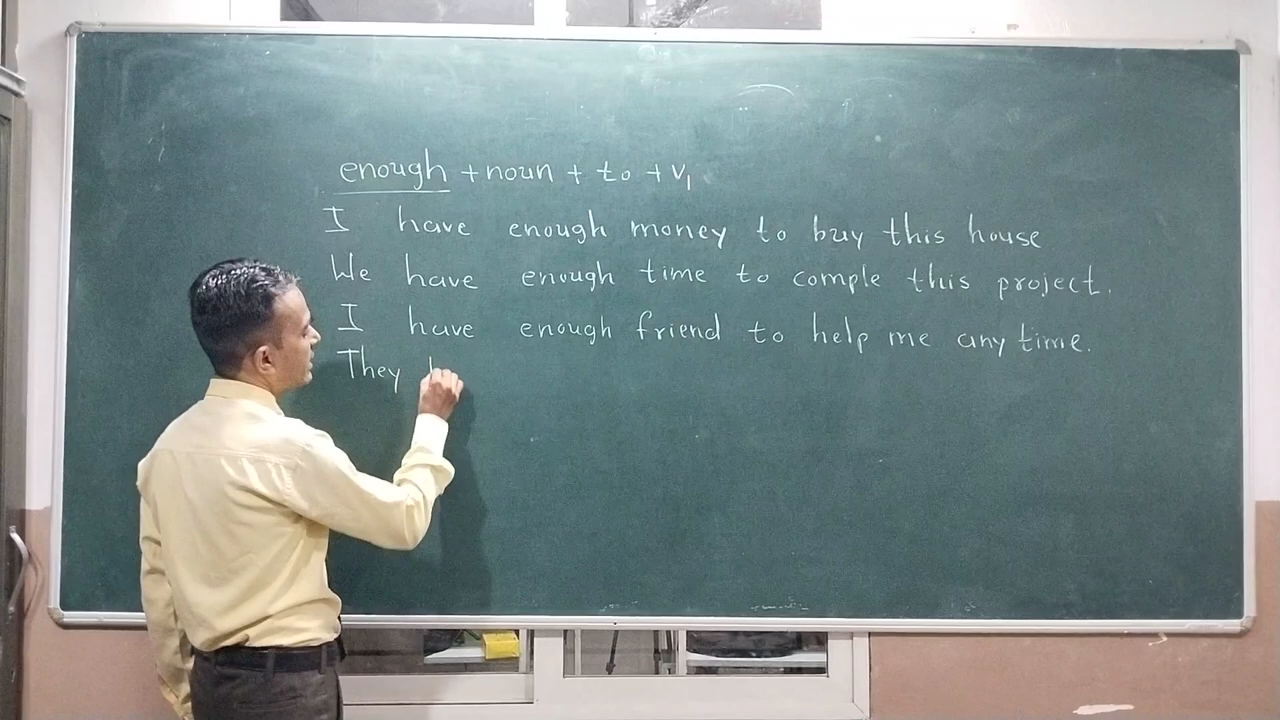 enough + noun + to + V₁
I have enough money to buy this house
We have enough time to comple this project.
I have enough friend to help me any time.
They